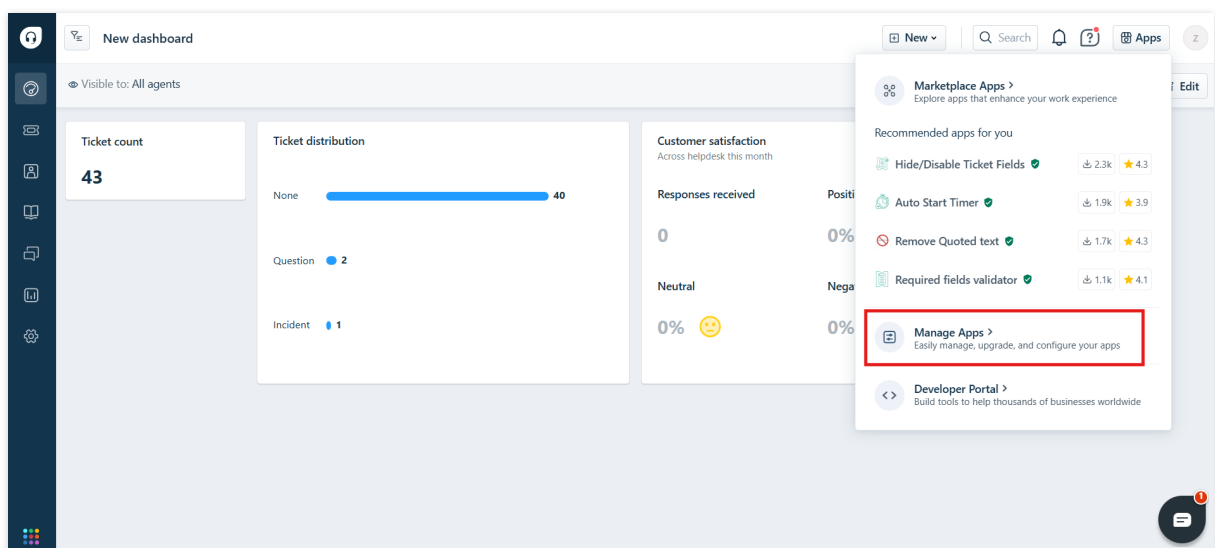 New dashboard
New
Search
Apps
z
Visible to: All agents
Edit
Ticket count
43
Ticket distribution
None
40
Question
2
Incident
1
Customer satisfaction
Across helpdesk this month
Responses received
Positi
0
0%
Neutral
Nega
0%
0%
Marketplace Apps >
Explore apps that enhance your work experience
Recommended apps for you
Hide/Disable Ticket Fields
2.3k
4.3
Auto Start Timer
1.9k
3.9
Remove Quoted text
1.7k
4.3
Required fields validator
1.1k
4.1
Manage Apps >
Easily manage, upgrade, and configure your apps
Developer Portal >
Build tools to help thousands of businesses worldwide
1